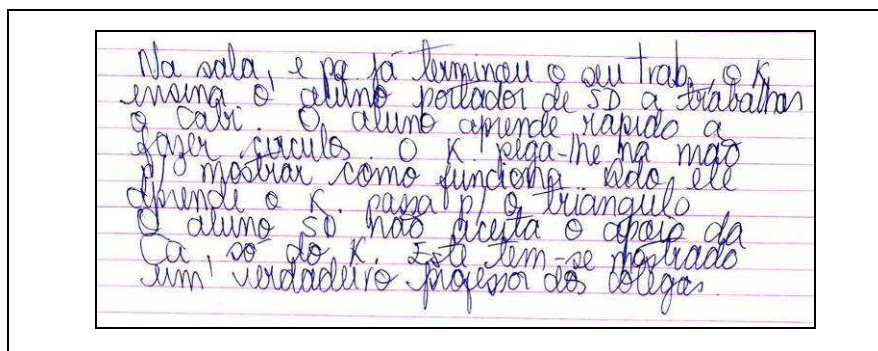 Na sala, e pq já terminou o seu trab., o K.
ensina o aluno portador de SD a trabalhar
o Cabri. O aluno aprende rápido a
fazer círculos. O K. pega-lhe na mão
p/ mostrar como funciona. ele
aprende o K. passa p/ o triângulo
O aluno SD não aceita o apoio da
Ca, só do K. Este tem-se mostrado
um verdadeiro professor dos colegas.